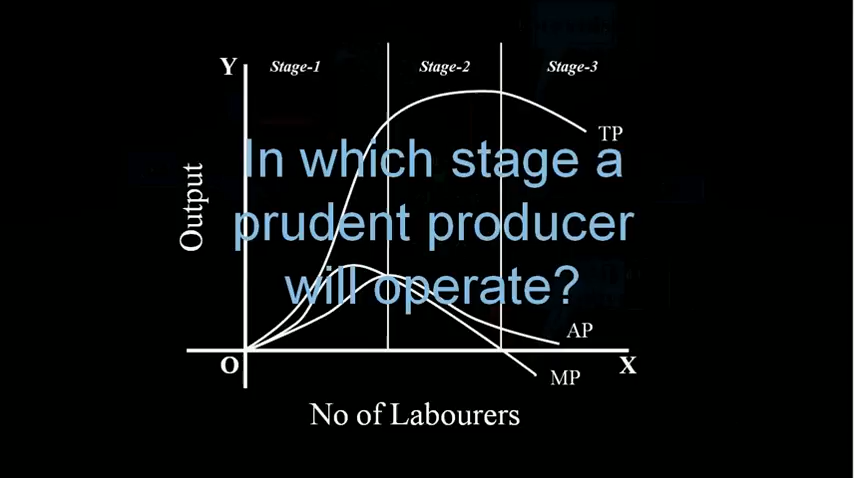 Y
Stage-1
Stage-2
Stage-3
TP
In which stage a
prudent producer
will operate?
Output
AP
O
MP
X
No of Labourers